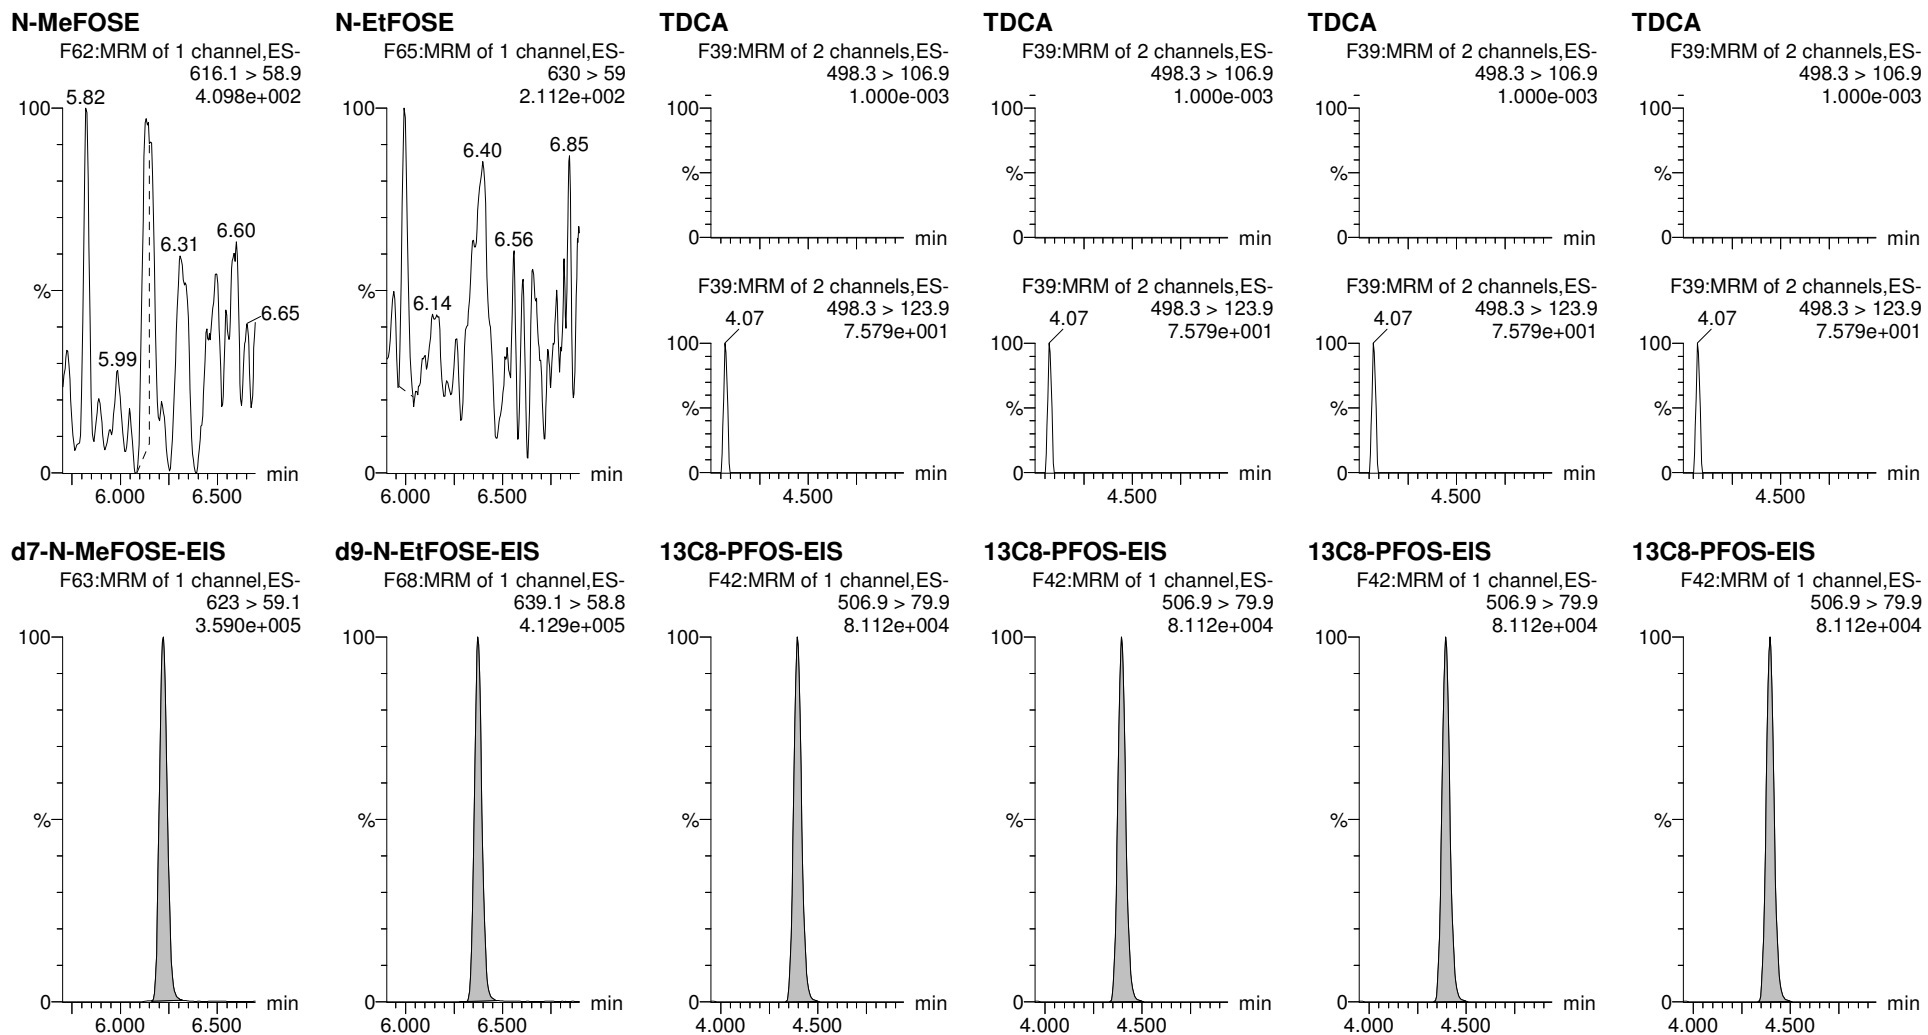 N-MeFOSE
F62:MRM of 1 channel,ES-
616.1 > 58.9
4.098e+002
100
5.82
%
6.31
6.60
5.99
6.65
0
min
6.000
6.500
N-EtFOSE
F65:MRM of 1 channel,ES-
630 > 59
2.112e+002
100
6.40
6.85
6.56
%
6.14
0
min
6.000
6.500
TDCA
F39:MRM of 2 channels,ES-
498.3 > 106.9
1.000e-003
100
%
0
min
F39:MRM of 2 channels,ES-
498.3 > 123.9
7.579e+001
4.07
100
%
0
min
4.500
TDCA
F39:MRM of 2 channels,ES-
498.3 > 106.9
1.000e-003
100
%
0
min
F39:MRM of 2 channels,ES-
498.3 > 123.9
7.579e+001
4.07
100
%
0
min
4.500
TDCA
F39:MRM of 2 channels,ES-
498.3 > 106.9
1.000e-003
100
%
0
min
F39:MRM of 2 channels,ES-
498.3 > 123.9
7.579e+001
4.07
100
%
0
min
4.500
TDCA
F39:MRM of 2 channels,ES-
498.3 > 106.9
1.000e-003
100
%
0
min
F39:MRM of 2 channels,ES-
498.3 > 123.9
7.579e+001
4.07
100
%
0
min
4.500
d7-N-MeFOSE-EIS
F63:MRM of 1 channel,ES-
623 > 59.1
3.590e+005
100
%
0
min
6.000
6.500
d9-N-EtFOSE-EIS
F68:MRM of 1 channel,ES-
639.1 > 58.8
4.129e+005
100
%
0
min
6.000
6.500
13C8-PFOS-EIS
F42:MRM of 1 channel,ES-
506.9 > 79.9
8.112e+004
100
%
0
min
4.000
4.500
13C8-PFOS-EIS
F42:MRM of 1 channel,ES-
506.9 > 79.9
8.112e+004
100
%
0
min
4.000
4.500
13C8-PFOS-EIS
F42:MRM of 1 channel,ES-
506.9 > 79.9
8.112e+004
100
%
0
min
4.000
4.500
13C8-PFOS-EIS
F42:MRM of 1 channel,ES-
506.9 > 79.9
8.112e+004
100
%
0
min
4.000
4.500